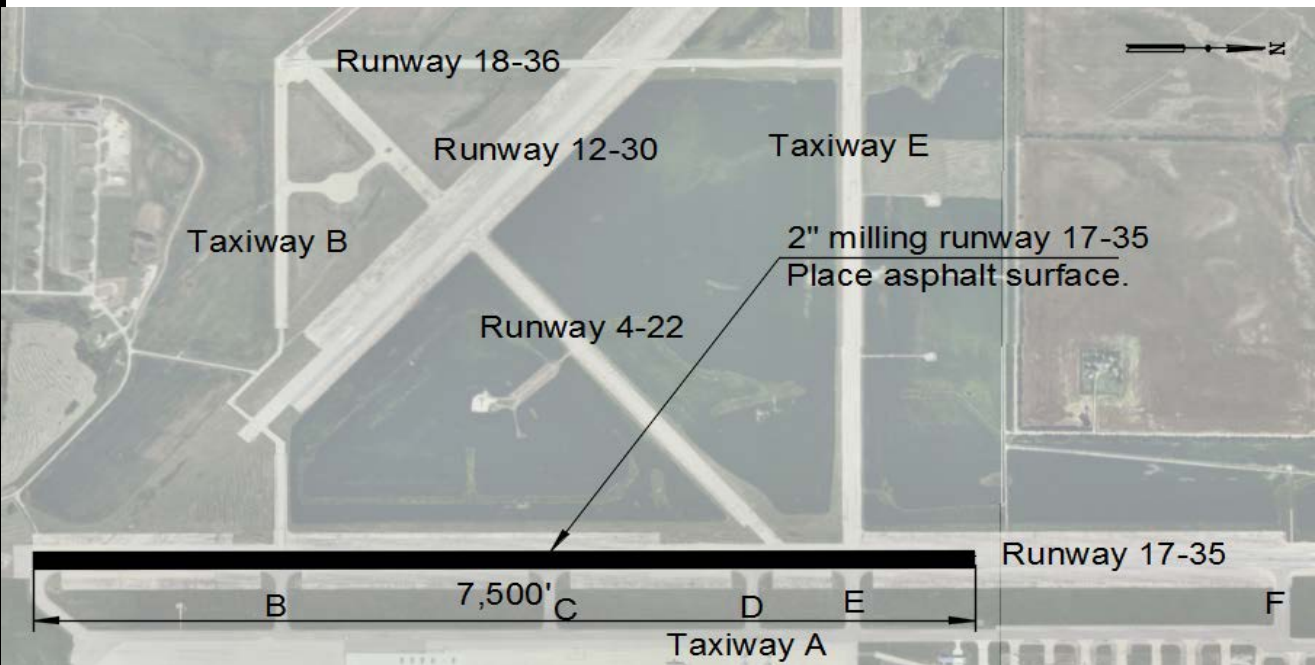 Runway 18-36
N
Runway 12-30
Taxiway E
Taxiway B
2" milling runway 17-35
Place asphalt surface.
Runway 4-22
Runway 17-35
B
7,500'
C
D
E
F
Taxiway A